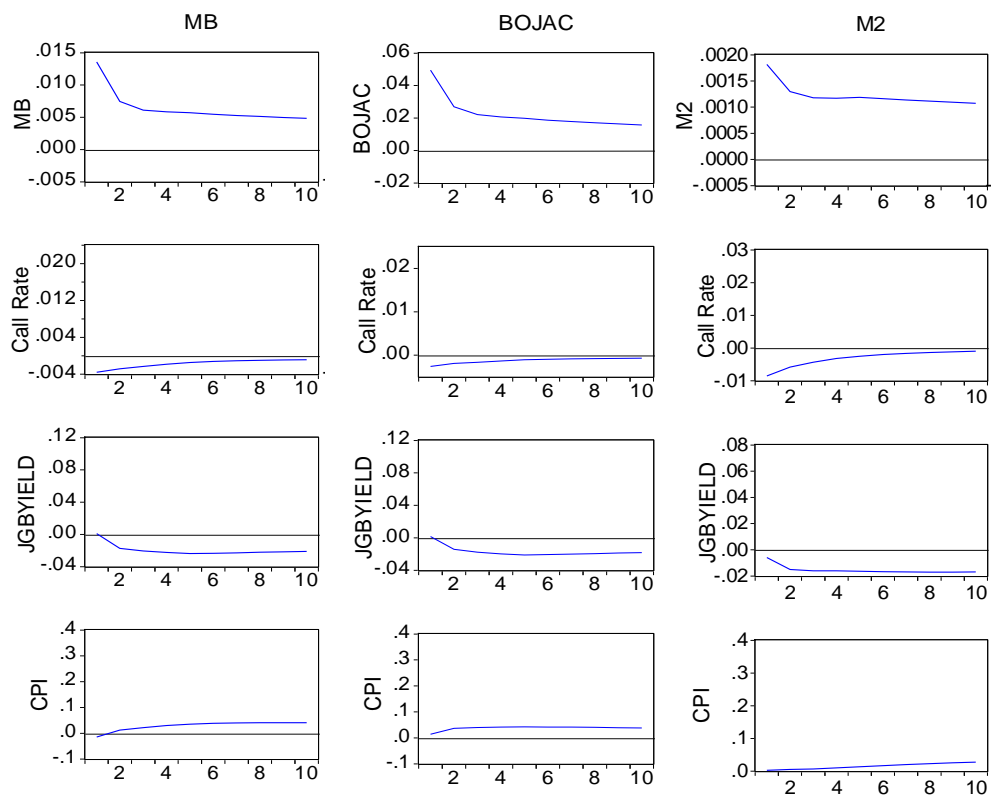 MB
BOJAC
M2
MB
.015
.010
.005
.000
-.005
2 4 6 8 10
BOJAC
.06
.04
.02
.00
-.02
2 4 6 8 10
M2
.0020
.0015
.0010
.0005
.0000
-.0005
2 4 6 8 10
Call Rate
.020
.012
.004
-.004
2 4 6 8 10
Call Rate
.02
.01
.00
2 4 6 8 10
Call Rate
.03
.02
.01
.00
-.01
2 4 6 8 10
JGBYIELD
.12
.08
.04
.00
-.04
2 4 6 8 10
JGBYIELD
.12
.08
.04
.00
-.04
2 4 6 8 10
JGBYIELD
.08
.06
.04
.02
.00
-.02
2 4 6 8 10
CPI
.4
.3
.2
.1
.0
-.1
2 4 6 8 10
CPI
.4
.3
.2
.1
.0
-.1
2 4 6 8 10
CPI
.4
.3
.2
.1
.0
2 4 6 8 10